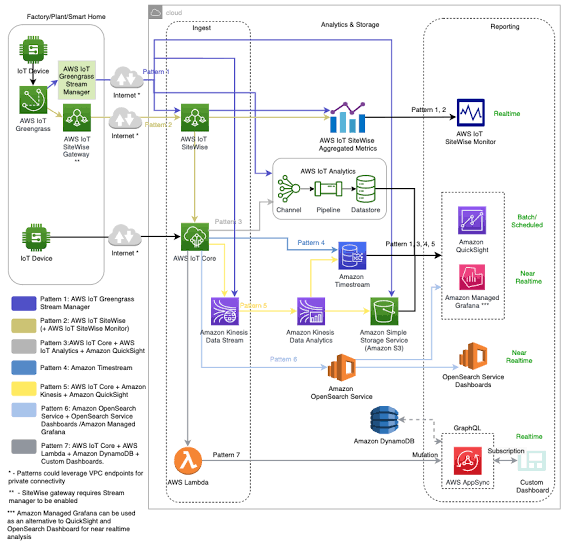 Factory/Plant/Smart Home
cloud
Ingest
Analytics & Storage
Reporting
IoT Device
AWS IoT
Greengrass
Stream
Manager
Pattern 1
Internet *
AWS IoT
Greengrass
AWS IoT
SiteWise
Gateway
**
Internet *
Pattern 2
AWS IoT
SiteWise
AWS IoT SiteWise
Aggregated Metrics
Pattern 1, 2
AWS IoT
SiteWise Monitor
Realtime
AWS IoT Analytics
Channel
Pipeline
Datastore
IoT Device
Internet *
Pattern 3
AWS IoT Core
Pattern 4
Amazon
Timestream
Pattern 1, 3, 4, 5
Amazon
QuickSight
Batch/
Scheduled
Amazon Managed
Grafana ***
Near
Realtime
Pattern 5
Amazon Kinesis
Data Stream
Amazon Kinesis
Data Analytics
Amazon Simple
Storage Service
(Amazon S3)
Pattern 6
Amazon
OpenSearch Service
OpenSearch Service
Dashboards
Near
Realtime
Amazon DynamoDB
GraphQL
Realtime
AWS Lambda
Pattern 7
Mutation
AWS AppSync
Subscription
Custom
Dashboard
Pattern 1: AWS IoT Greengrass
Stream Manager
Pattern 2: AWS IoT SiteWise
(+ AWS IoT SiteWise Monitor)
Pattern 3:AWS IoT Core + AWS
IoT Analytics + Amazon QuickSight
Pattern 4: Amazon Timestream
Pattern 5: AWS IoT Core + Amazon
Kinesis + Amazon QuickSight
Pattern 6: Amazon OpenSearch
Service + OpenSearch Service
Dashboards /Amazon Managed
Grafana
Pattern 7: AWS IoT Core + AWS
Lambda + Amazon DynamoDB +
Custom Dashboards.
* - Patterns could leverage VPC endpoints for
private connectivity
** - SiteWise gateway requires Stream
manager to be enabled
*** Amazon Managed Grafana can be used
as an alternative to QuickSight and
OpenSearch Dashboard for near realtime
analysis